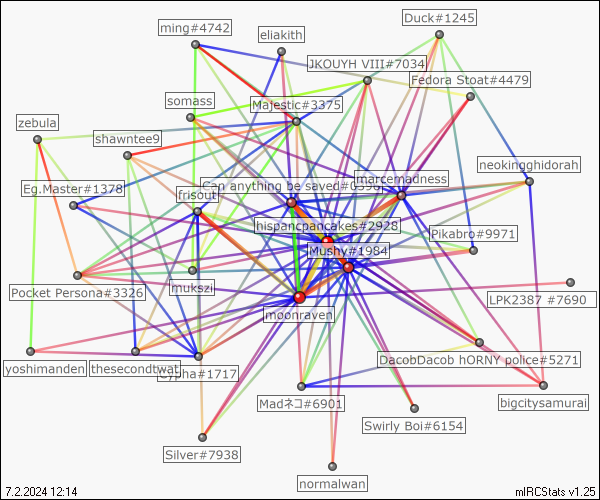 Duck#1245
ming#4742
eliakith
JKOUYH VIII#7034
Fedora Stoat#4479
somass
Majestic#3375
zebula
shawntee9
neokingghidorah
marcemadness
Eg.Master#1378
Can anything be saved#0390
frisout
hispancpancakes#2928
Pikabro#9971
Mushy#1984
mukszi
Pocket Persona#3326
LPK2387 #7690
moonraven
DacobDacob hORNY police#5271
yoshimanden
thesecondtwat
Cypha#1717
Madネコ#6901
bigcitysamurai
Swirly Boi#6154
Silver#7938
normalwan
7.2.2024 12:14
mIRCStats v1.25